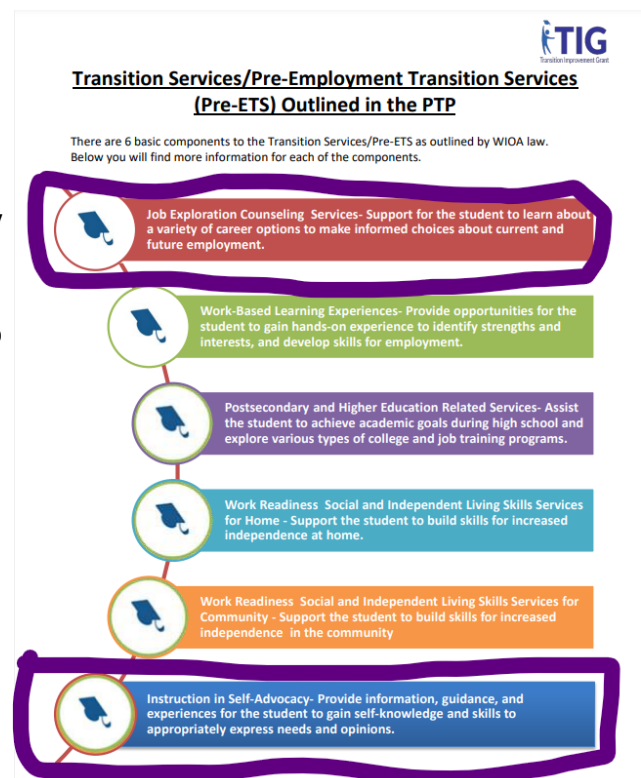 TIG
Transition Improvement Grant
Transition Services/Pre-Employment Transition Services
(Pre-ETS) Outlined in the PTP
There are 6 basic components to the Transition Services/Pre-ETS as outlined by WIOA law.
Below you will find more information for each of the components.
Job Exploration Counseling Services- Support for the student to learn about
a variety of career options to make informed choices about current and
future employment.
Work-Based Learning Experiences- Provide opportunities for the
student to gain hands-on experience to identify strengths and
interests, and develop skills for employment.
Postsecondary and Higher Education Related Services- Assist
the student to achieve academic goals during high school and
explore various types of college and job training programs.
Work Readiness Social and Independent Living Skills Services
for Home - Support the student to build skills for increased
independence at home.
Work Readiness Social and Independent Living Skills Services for
Community - Support the student to build skills for increased
independence in the community
Instruction in Self-Advocacy- Provide information, guidance, and
experiences for the student to gain self-knowledge and skills to
appropriately express needs and opinions.